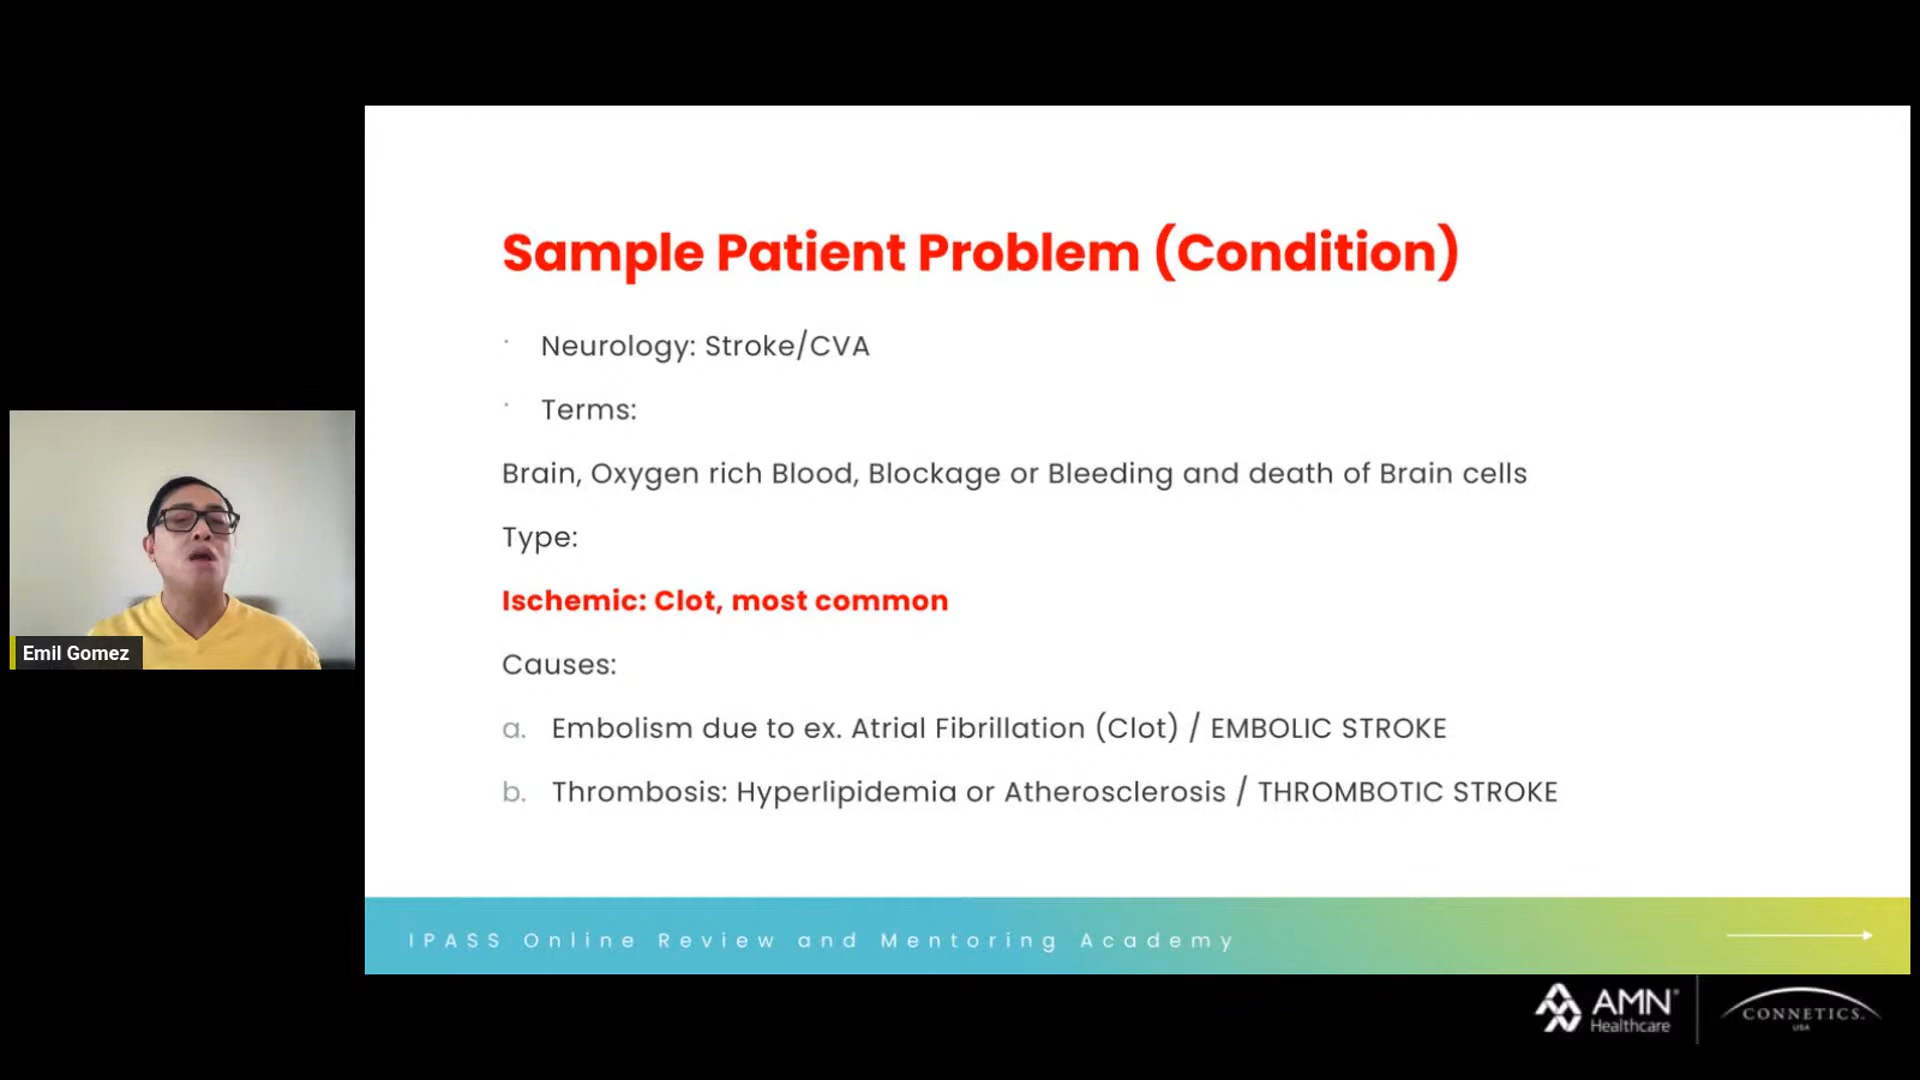 Sample Patient Problem (Condition)
· Neurology: Stroke/CVA
· Terms:
Brain, Oxygen rich Blood, Blockage or Bleeding and death of Brain cells
Type:
Ischemic: Clot, most common
Causes:
a. Embolism due to ex. Atrial Fibrillation (Clot) / EMBOLIC STROKE
b. Thrombosis: Hyperlipidemia or Atherosclerosis / THROMBOTIC STROKE
Emil Gomez
IPASS Online Review and Mentoring Academy
AMN
Healthcare
CONNETICS
USA